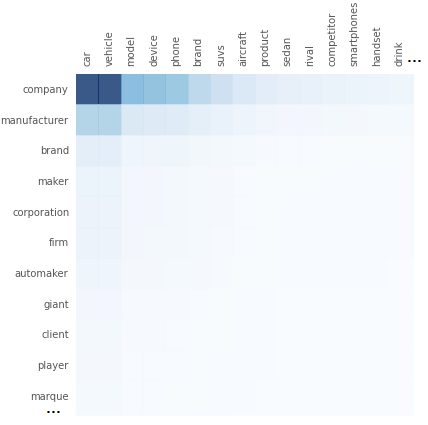 car
vehicle
model
device
phone
brand
suvs
aircraft
product
sedan
rival
competitor
smartphones
handset
drink
...
company
manufacturer
brand
maker
corporation
firm
automaker
giant
client
player
marque
...